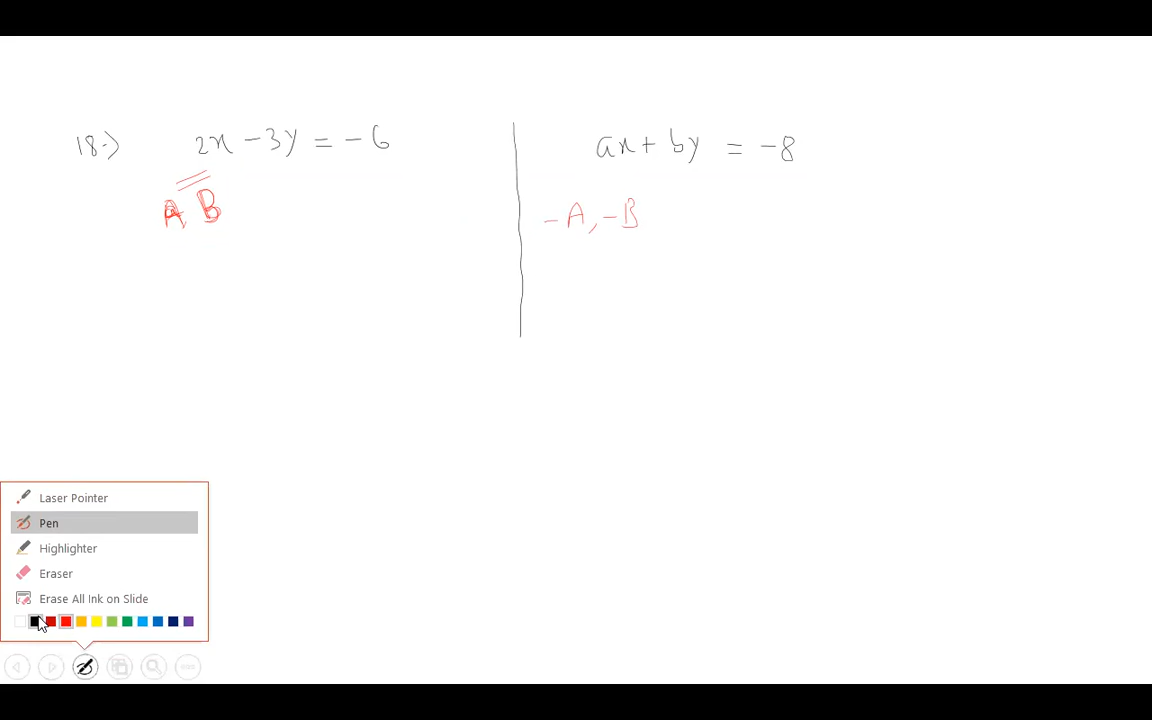 18→ 2x - 3y = - 6
ax + by = -8
A, B
-A, -B
Laser Pointer
Pen
Highlighter
Eraser
Erase All Ink on Slide